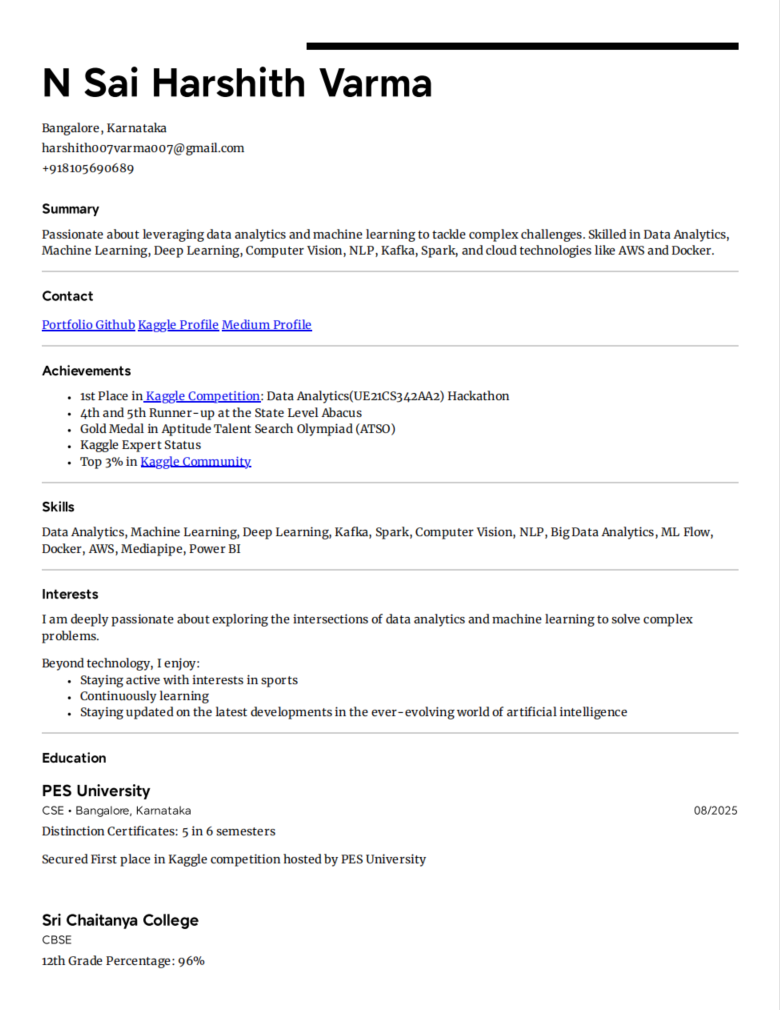 N Sai Harshith Varma
Bangalore, Karnataka
harshith007varma007@gmail.com
+918105690689
Summary
Passionate about leveraging data analytics and machine learning to tackle complex challenges. Skilled in Data Analytics,
Machine Learning, Deep Learning, Computer Vision, NLP, Kafka, Spark, and cloud technologies like AWS and Docker.
Contact
Portfolio Github Kaggle Profile Medium Profile
Achievements
• 1st Place in Kaggle Competition: Data Analytics(UE21CS342AA2) Hackathon
• 4th and 5th Runner-up at the State Level Abacus
• Gold Medal in Aptitude Talent Search Olympiad (ATSO)
• Kaggle Expert Status
• Top 3% in Kaggle Community
Skills
Data Analytics, Machine Learning, Deep Learning, Kafka, Spark, Computer Vision, NLP, Big Data Analytics, ML Flow,
Docker, AWS, Mediapipe, Power BI
Interests
I am deeply passionate about exploring the intersections of data analytics and machine learning to solve complex
problems.
Beyond technology, I enjoy:
• Staying active with interests in sports
• Continuously learning
• Staying updated on the latest developments in the ever-evolving world of artificial intelligence
Education
PES University
CSE • Bangalore, Karnataka 08/2025
Distinction Certificates: 5 in 6 semesters
Secured First place in Kaggle competition hosted by PES University
Sri Chaitanya College
CBSE
12th Grade Percentage: 96%